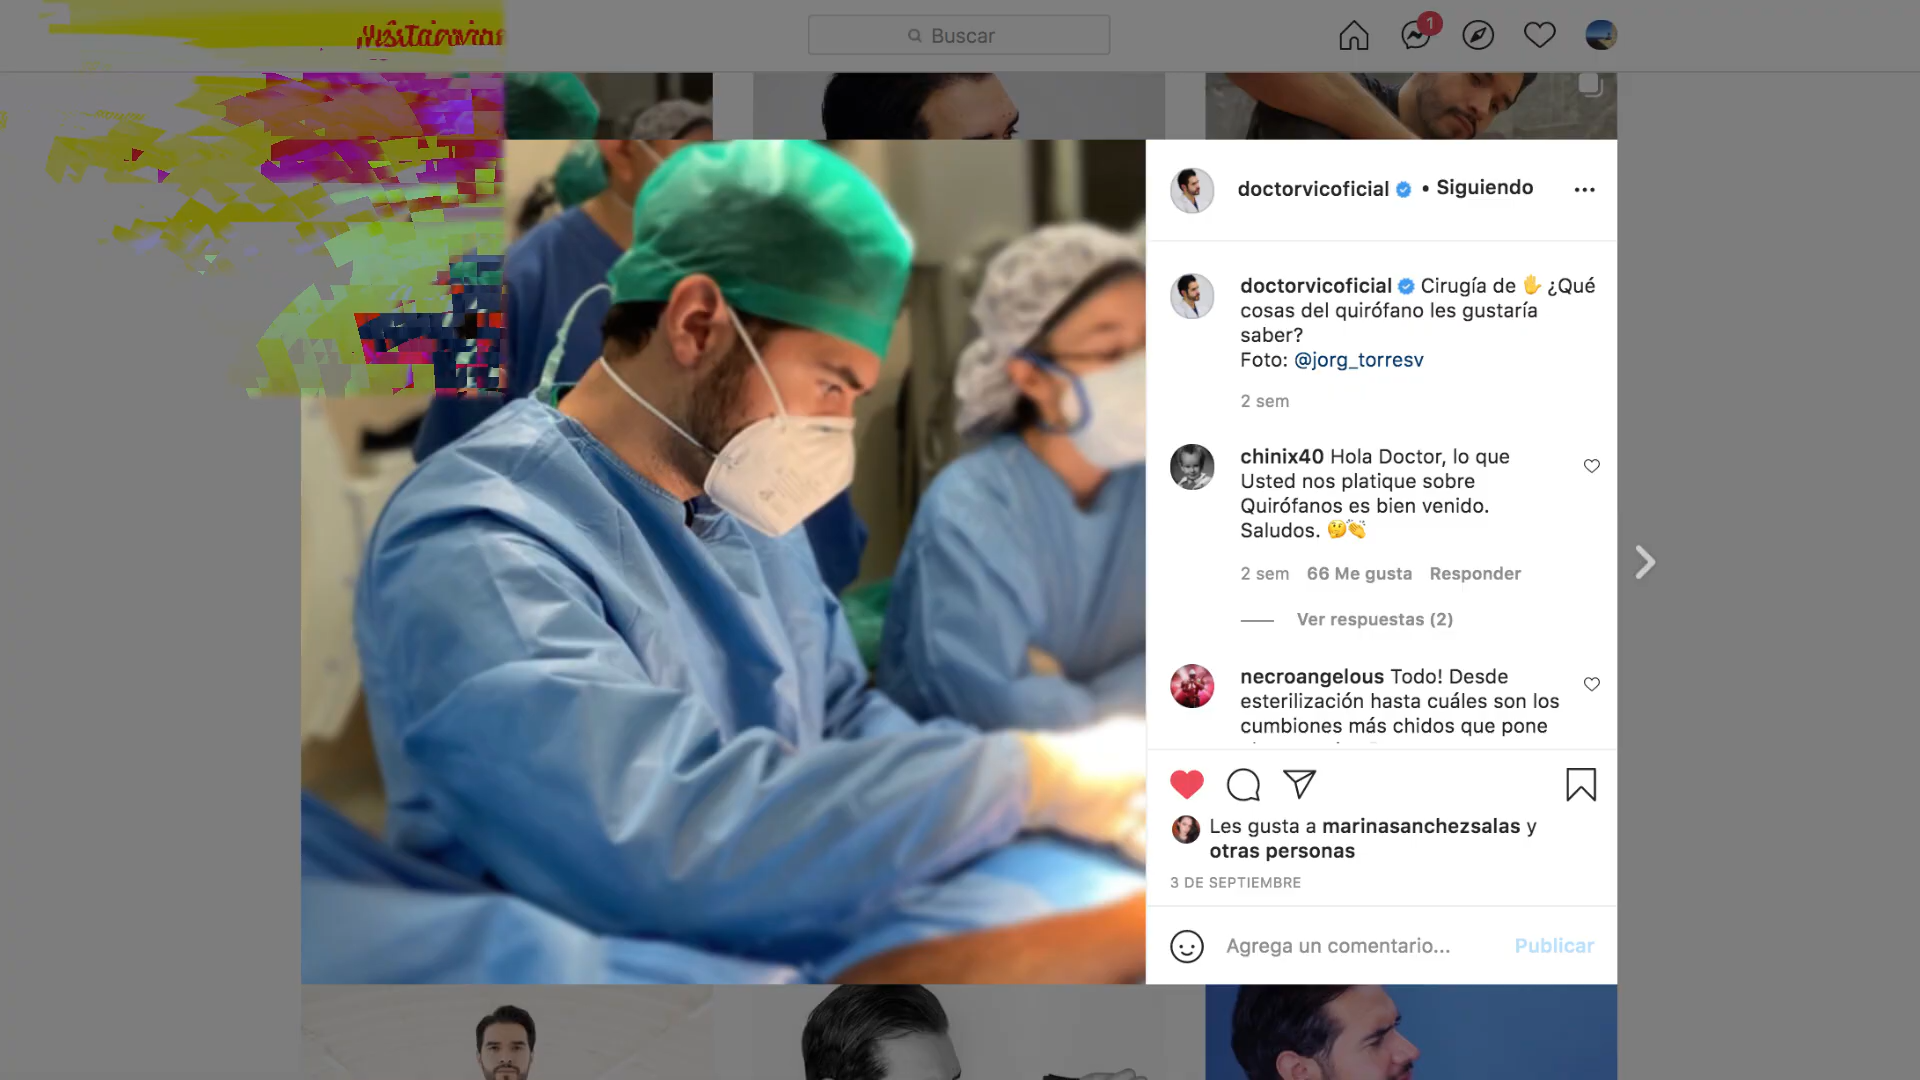 Buscar
1
doctorvicoficial • Siguiendo
doctorvicoficial Cirugía de ✋ ¿Qué
cosas del quirófano les gustaría
saber?
Foto: @jorg_torresv
2 sem
chinix40 Hola Doctor, lo que
Usted nos platique sobre
Quirófanos es bien venido.
Saludos. 🤔👏
2 sem 66 Me gusta Responder
Ver respuestas (2)
necroangelous Todo! Desde
esterilización hasta cuáles son los
cumbiones más chidos que pone
Les gusta a marinasanchezsalas y
otras personas
3 DE SEPTIEMBRE
Agrega un comentario... Publicar